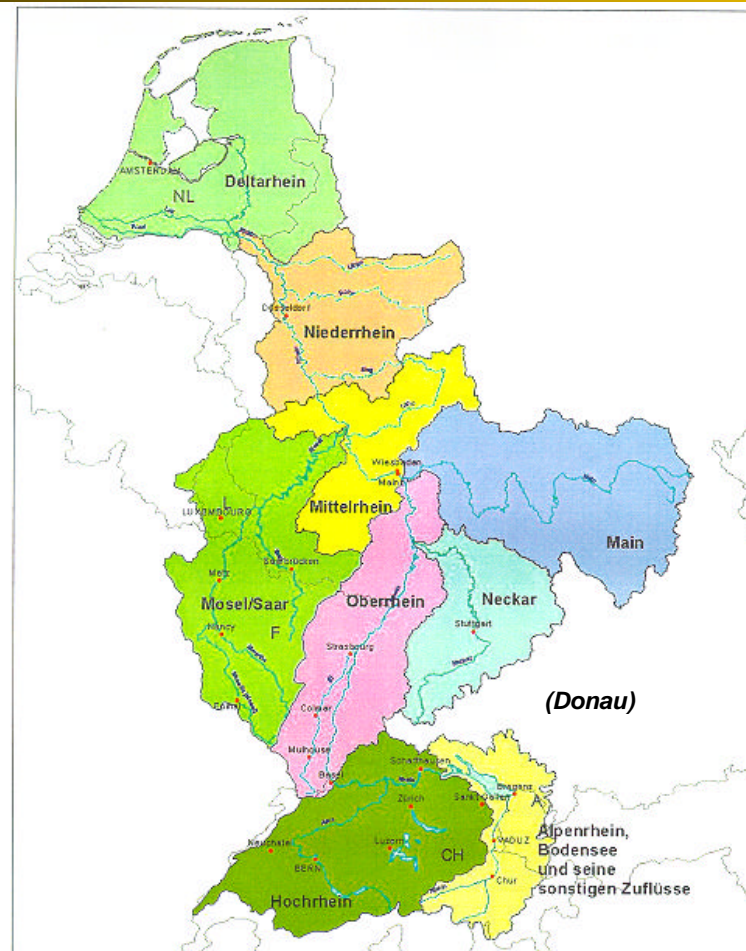 AMSTERDAM
NL
Deltarhein
Düsseldorf
Niederrhein
Sieg
Wiesbaden
Mainz
Mittelrhein
L
LUXEMBOURG
Main
Saarbrücken
Metz
Mosel/Saar
Oberrhein
Neckar
Nancy
F
Stuttgart
Strasbourg
(Donau)
Colmar
Mulhouse
Basel
Schaffhausen
Bregenz
Sankt-Gallen
A
Zürich
Alpenrhein,
Bodensee
und seine
sonstigen Zuflüsse
VADUZ
Neuchatel
Luzern
CH
BERN
Chur
Hochrhein